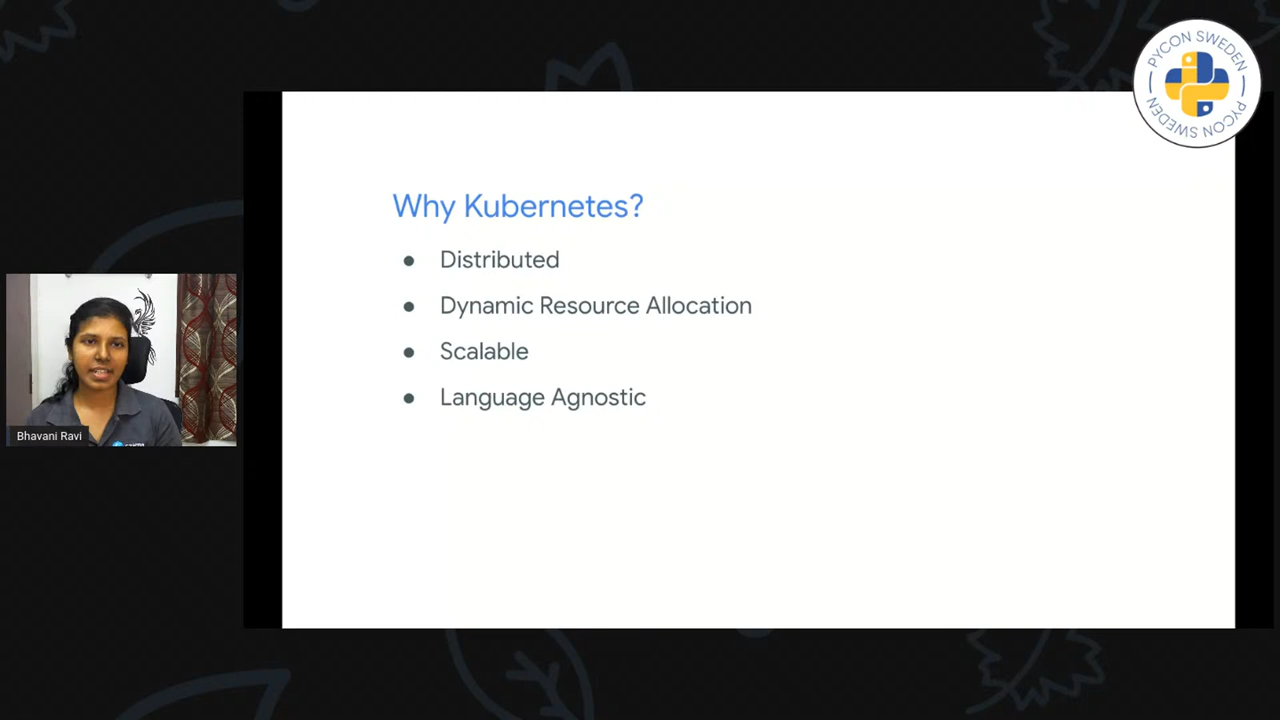 PYCON SWEDEN
PYCON SWEDEN
Why Kubernetes?
● Distributed
● Dynamic Resource Allocation
● Scalable
● Language Agnostic
Bhavani Ravi